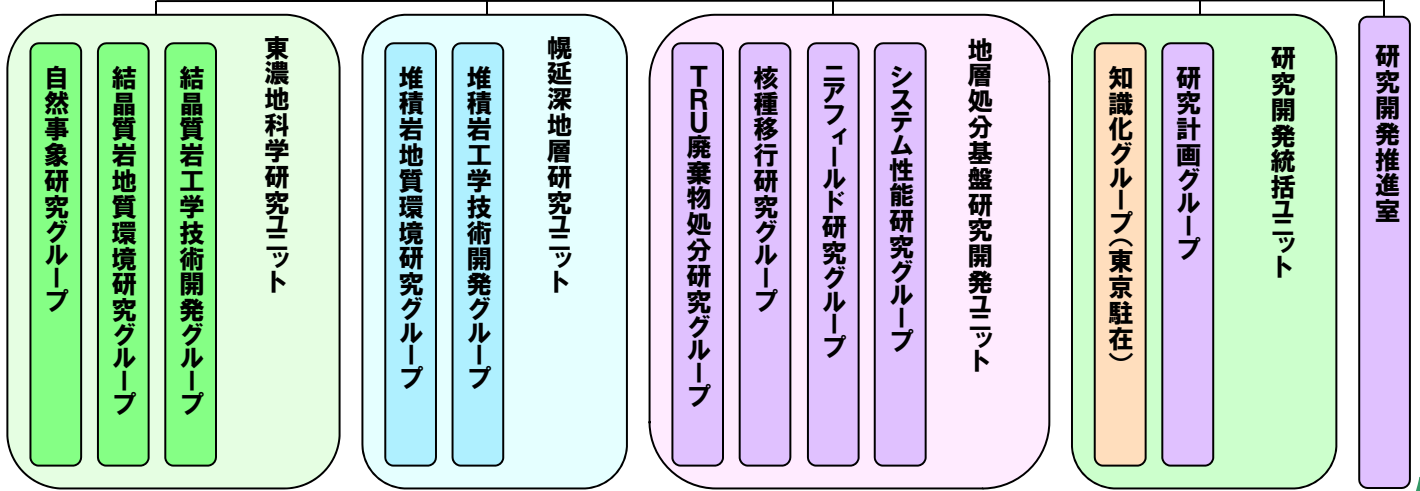 研究開発推進室
研究開発統括ユニット
研究計画グループ
知識化グループ(東京駐在)
地層処分基盤研究開発ユニット
システム性能研究グループ
ニアフィールド研究グループ
核種移行研究グループ
TRU廃棄物処分研究グループ
幌延深地層研究ユニット
堆積岩工学技術開発グループ
堆積岩地質環境研究グループ
東濃地科学研究ユニット
結晶質岩工学技術開発グループ
結晶質岩地質環境研究グループ
自然事象研究グループ